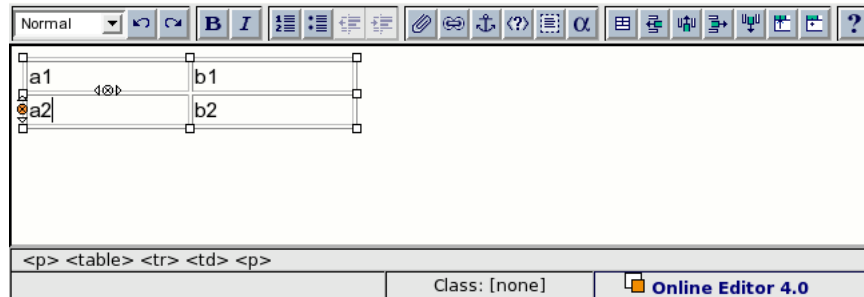 Normal B I <?> α ?
a1 b1
a2 b2
<p> <table> <tr> <td> <p>
Class: [none] Online Editor 4.0